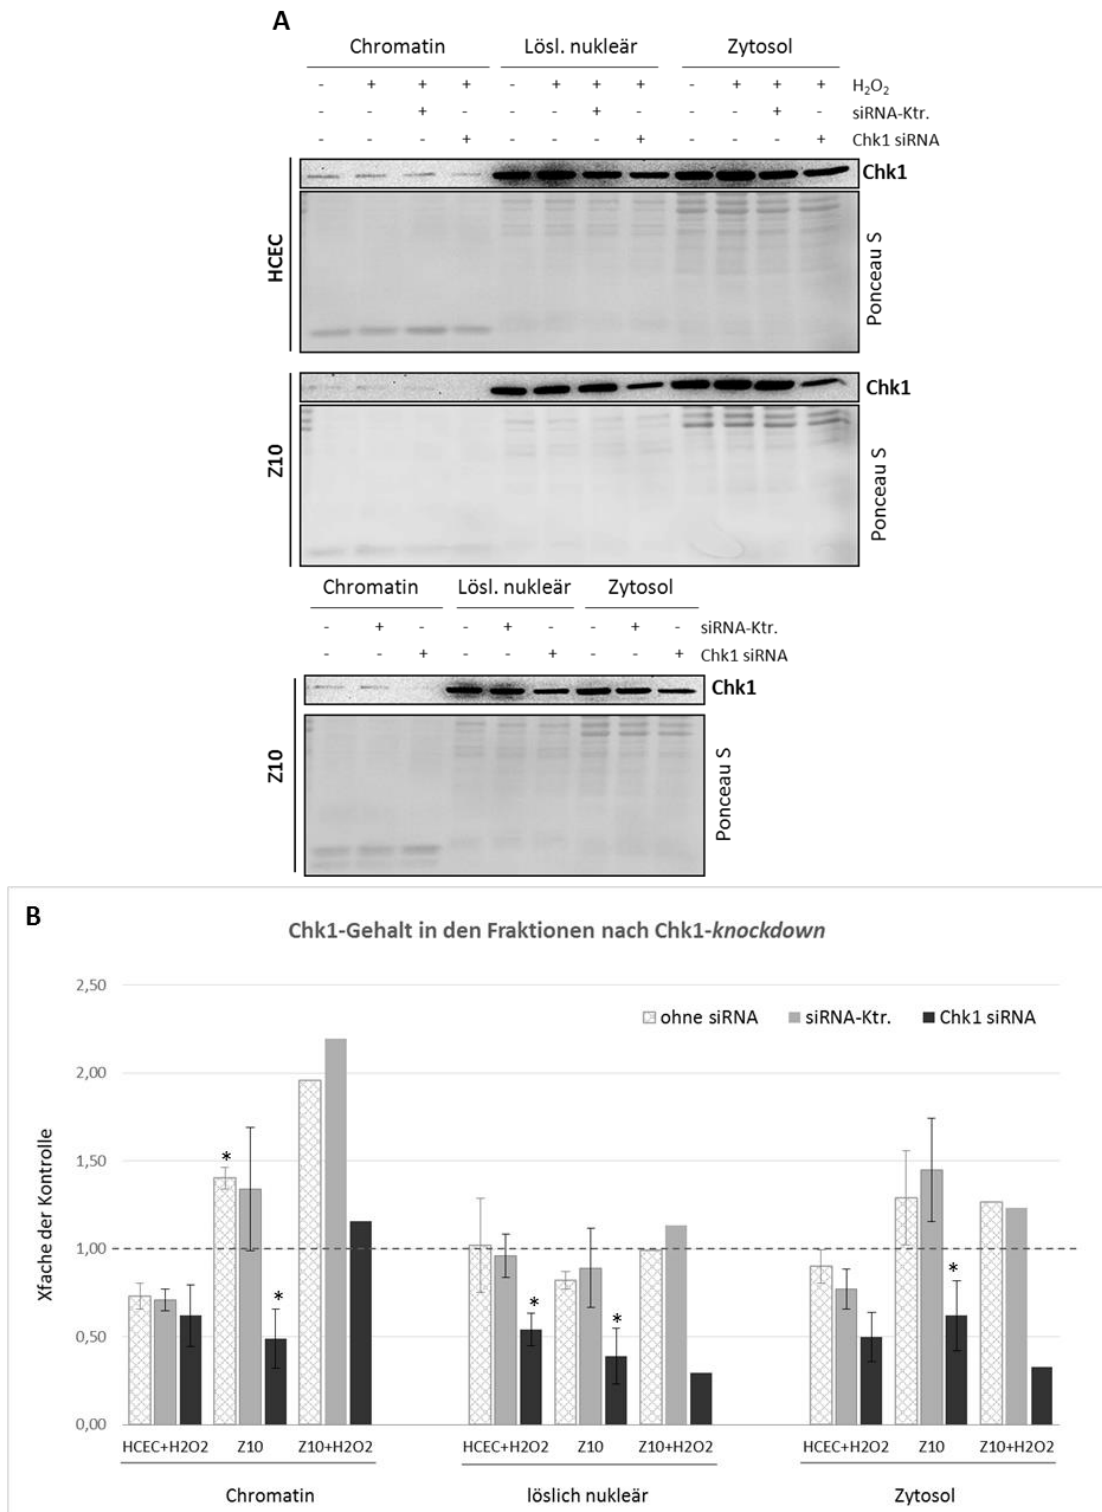 A
Chromatin Lösl. nukleär Zytosol
- + + + - + + + - + + + H₂O₂
- - + - - - + - - - + - siRNA-Ktr.
- - - + - - - + - - - + Chk1 siRNA
HCEC
Chk1
Ponceau S
Z10
Chk1
Ponceau S
Chromatin Lösl. nukleär Zytosol
- + - - + - - + - siRNA-Ktr.
- - + - - + - - + Chk1 siRNA
Z10
Chk1
Ponceau S
B
Chk1-Gehalt in den Fraktionen nach Chk1-knockdown
Xfache der Kontrolle
2,50
2,00
1,50
1,00
0,50
0,00
ohne siRNA siRNA-Ktr. Chk1 siRNA
* * * * *
HCEC+H2O2 Z10 Z10+H2O2 HCEC+H2O2 Z10 Z10+H2O2 HCEC+H2O2 Z10 Z10+H2O2
Chromatin löslich nukleär Zytosol